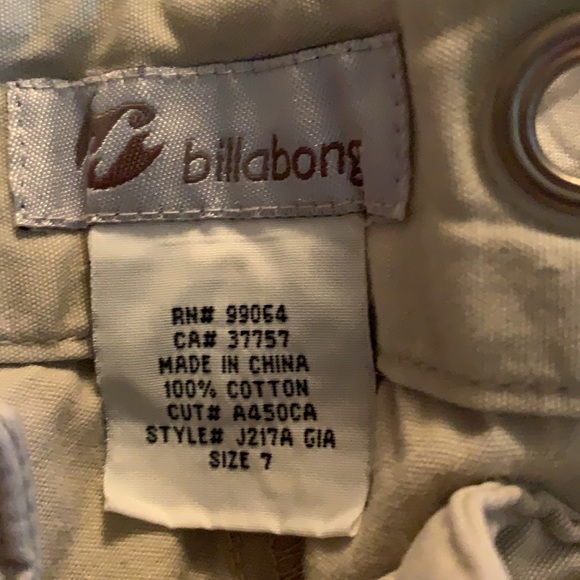 billabong
RN# 99064
CA# 37757
MADE IN CHINA
100% COTTON
CUT# A450CA
STYLE# J217A GIA
SIZE 7